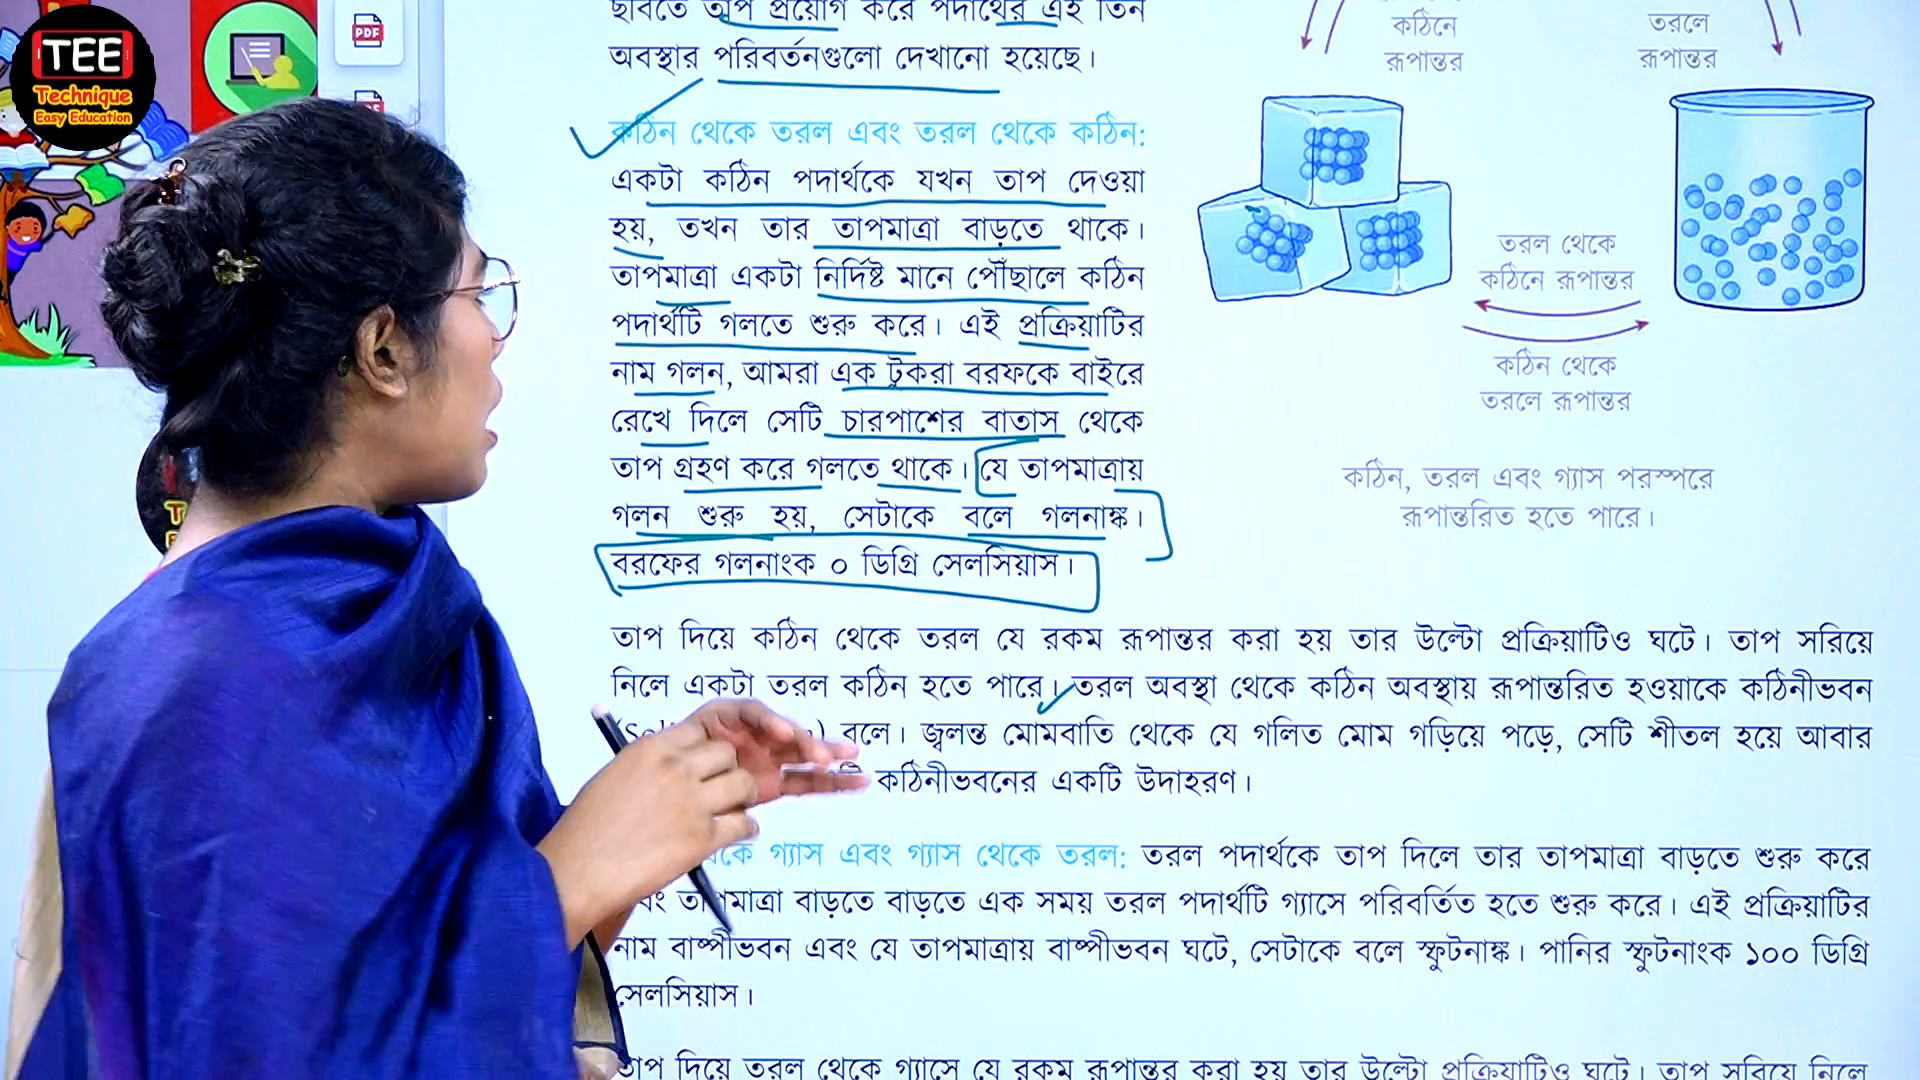 TEE
Technique
Easy Education
PDF
PDF
ছবিতে তাপ প্রয়োগ করে পদার্থের এই তিন
অবস্থার পরিবর্তনগুলো দেখানো হয়েছে।
কঠিন থেকে তরল এবং তরল থেকে কঠিন:
একটা কঠিন পদার্থকে যখন তাপ দেওয়া
হয়, তখন তার তাপমাত্রা বাড়তে থাকে।
তাপমাত্রা একটা নির্দিষ্ট মানে পৌঁছালে কঠিন
পদার্থটি গলতে শুরু করে। এই প্রক্রিয়াটির
নাম গলন, আমরা এক টুকরা বরফকে বাইরে
রেখে দিলে সেটি চারপাশের বাতাস থেকে
তাপ গ্রহণ করে গলতে থাকে। যে তাপমাত্রায়
গলন শুরু হয়, সেটাকে বলে গলনাঙ্ক।
বরফের গলনাংক ০ ডিগ্রি সেলসিয়াস।
কঠিনে
রূপান্তর
তরলে
রূপান্তর
তরল থেকে
কঠিনে রূপান্তর
কঠিন থেকে
তরলে রূপান্তর
কঠিন, তরল এবং গ্যাস পরস্পরে
রূপান্তরিত হতে পারে।
তাপ দিয়ে কঠিন থেকে তরল যে রকম রূপান্তর করা হয় তার উল্টো প্রক্রিয়াটিও ঘটে। তাপ সরিয়ে
নিলে একটা তরল কঠিন হতে পারে। তরল অবস্থা থেকে কঠিন অবস্থায় রূপান্তরিত হওয়াকে কঠিনীভবন
বলে। জ্বলন্ত মোমবাতি থেকে যে গলিত মোম গড়িয়ে পড়ে, সেটি শীতল হয়ে আবার
কঠিনীভবনের একটি উদাহরণ।
গ্যাস এবং গ্যাস থেকে তরল: তরল পদার্থকে তাপ দিলে তার তাপমাত্রা বাড়তে শুরু করে
তাপমাত্রা বাড়তে বাড়তে এক সময় তরল পদার্থটি গ্যাসে পরিবর্তিত হতে শুরু করে। এই প্রক্রিয়াটির
নাম বাষ্পীভবন এবং যে তাপমাত্রায় বাষ্পীভবন ঘটে, সেটাকে বলে স্ফুটনাঙ্ক। পানির স্ফুটনাংক ১০০ ডিগ্রি
সেলসিয়াস।
তাপ দিয়ে তরল থেকে গ্যাসে যে রকম রূপান্তর করা হয় তার উল্টো প্রক্রিয়াটিও ঘটে। তাপ সরিয়ে নিলে